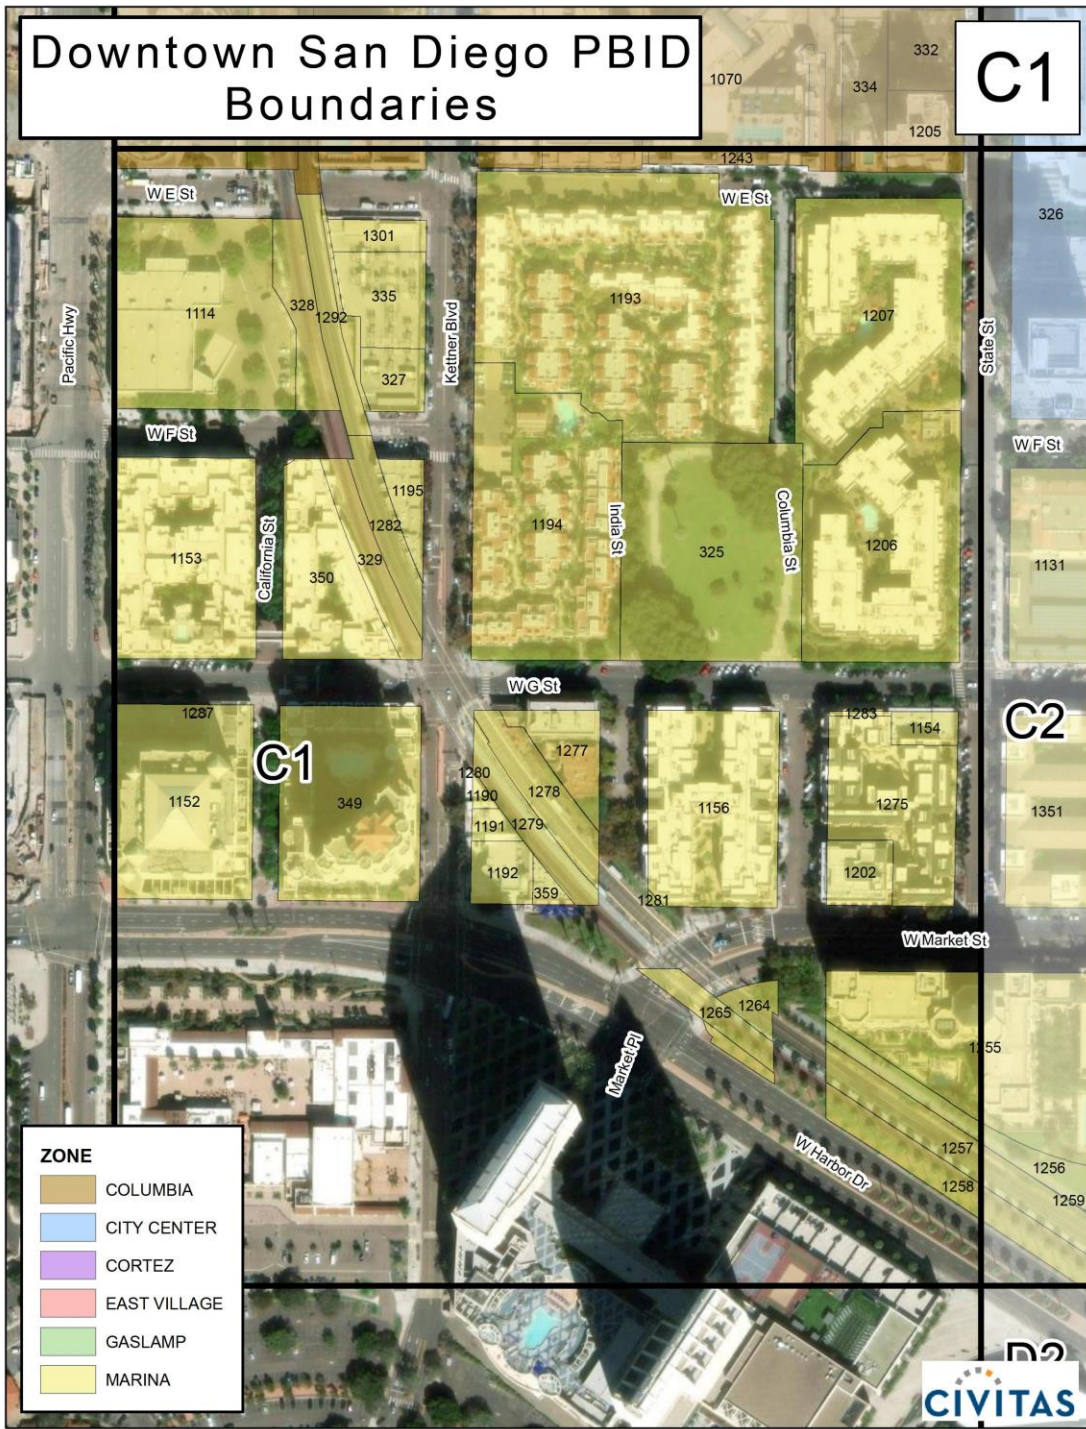 Downtown San Diego PBID
Boundaries
C1
1070
334
332
1205
1243
W E St
W E St
326
1301
335
328
1292
1114
327
1193
1207
Pacific Hwy
Kettner Blvd
State St
W F St
W F St
1195
1282
329
350
1153
California St
1194
India St
325
Columbia St
1206
1131
W G St
1287
C1
1152
349
1280
1190
1191
1192
1279
1278
1277
359
1156
1281
1283
1154
1275
1202
C2
1351
W Market St
1265
1264
1255
Market Pl
W Harbor Dr
1257
1258
1256
1259
ZONE
COLUMBIA
CITY CENTER
CORTEZ
EAST VILLAGE
GASLAMP
MARINA
D2
CIVITAS